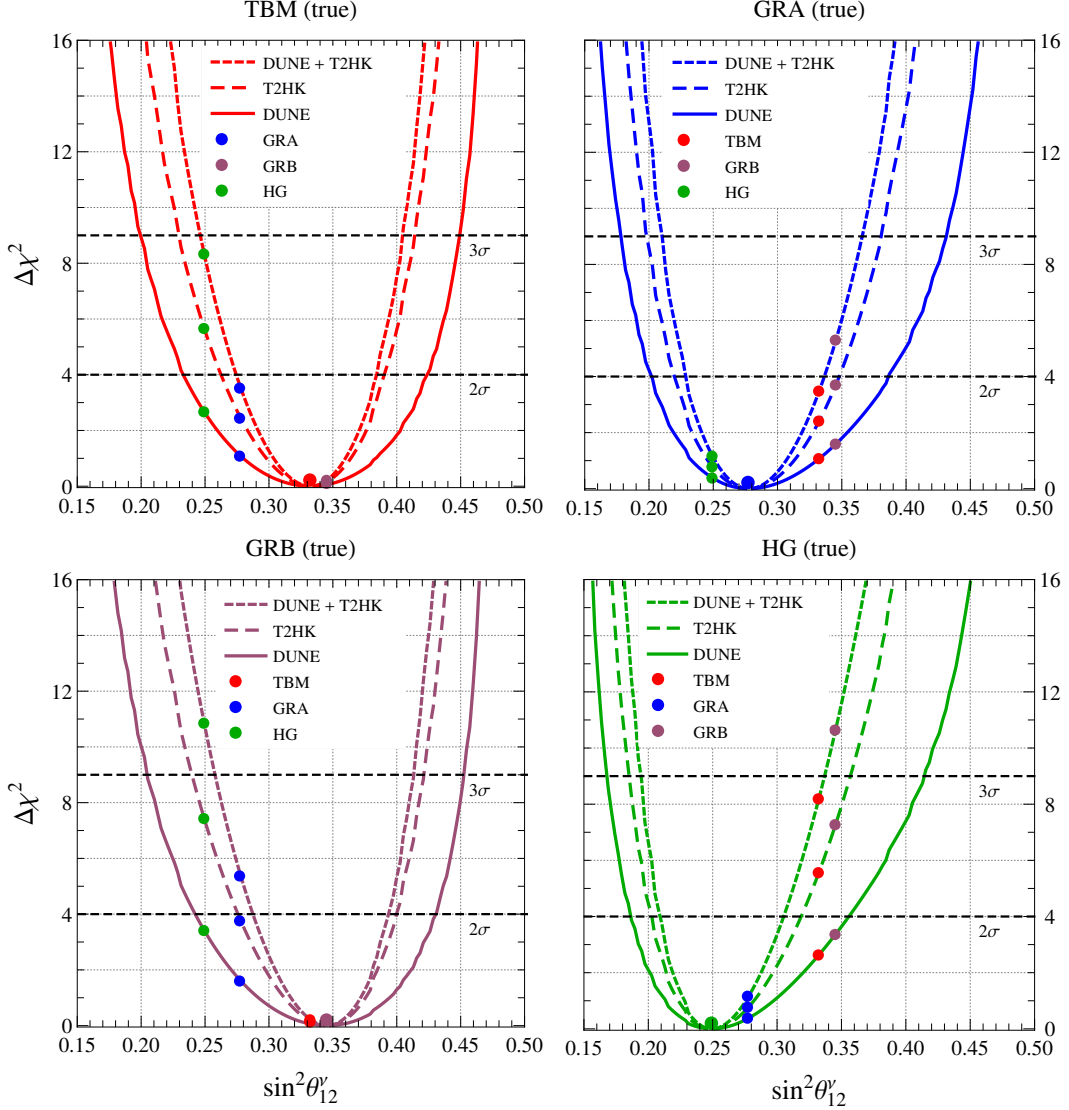 TBM (true)
16
12
8
4
0
Δχ²
DUNE + T2HK
T2HK
DUNE
GRA
GRB
HG
3σ
2σ
0.15 0.20 0.25 0.30 0.35 0.40 0.45 0.50
GRA (true)
DUNE + T2HK
T2HK
DUNE
TBM
GRB
HG
3σ
2σ
16
12
8
4
0
0.15 0.20 0.25 0.30 0.35 0.40 0.45 0.50
GRB (true)
16
12
8
4
0
Δχ²
DUNE + T2HK
T2HK
DUNE
TBM
GRA
HG
3σ
2σ
0.15 0.20 0.25 0.30 0.35 0.40 0.45 0.50
sin²θ₁₂^ν
HG (true)
DUNE + T2HK
T2HK
DUNE
TBM
GRA
GRB
3σ
2σ
16
12
8
4
0
0.15 0.20 0.25 0.30 0.35 0.40 0.45 0.50
sin²θ₁₂^ν